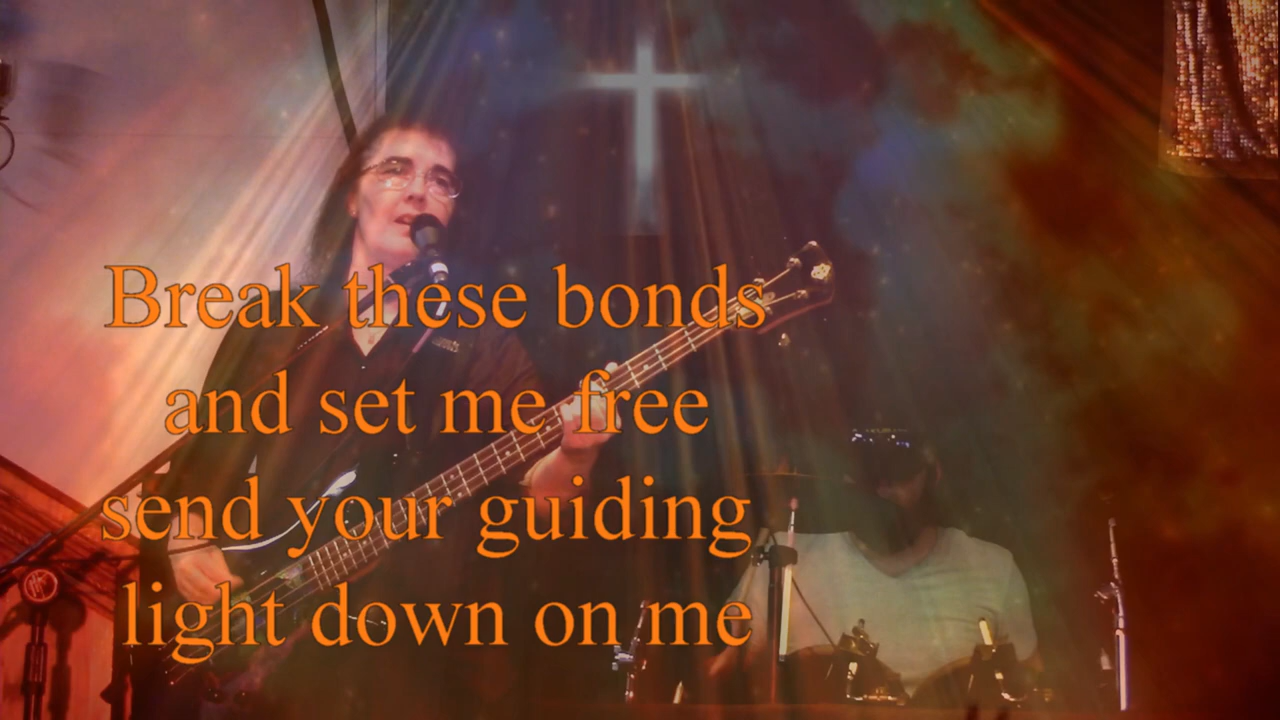 Break these bonds
and set me free
send your guiding
light down on me